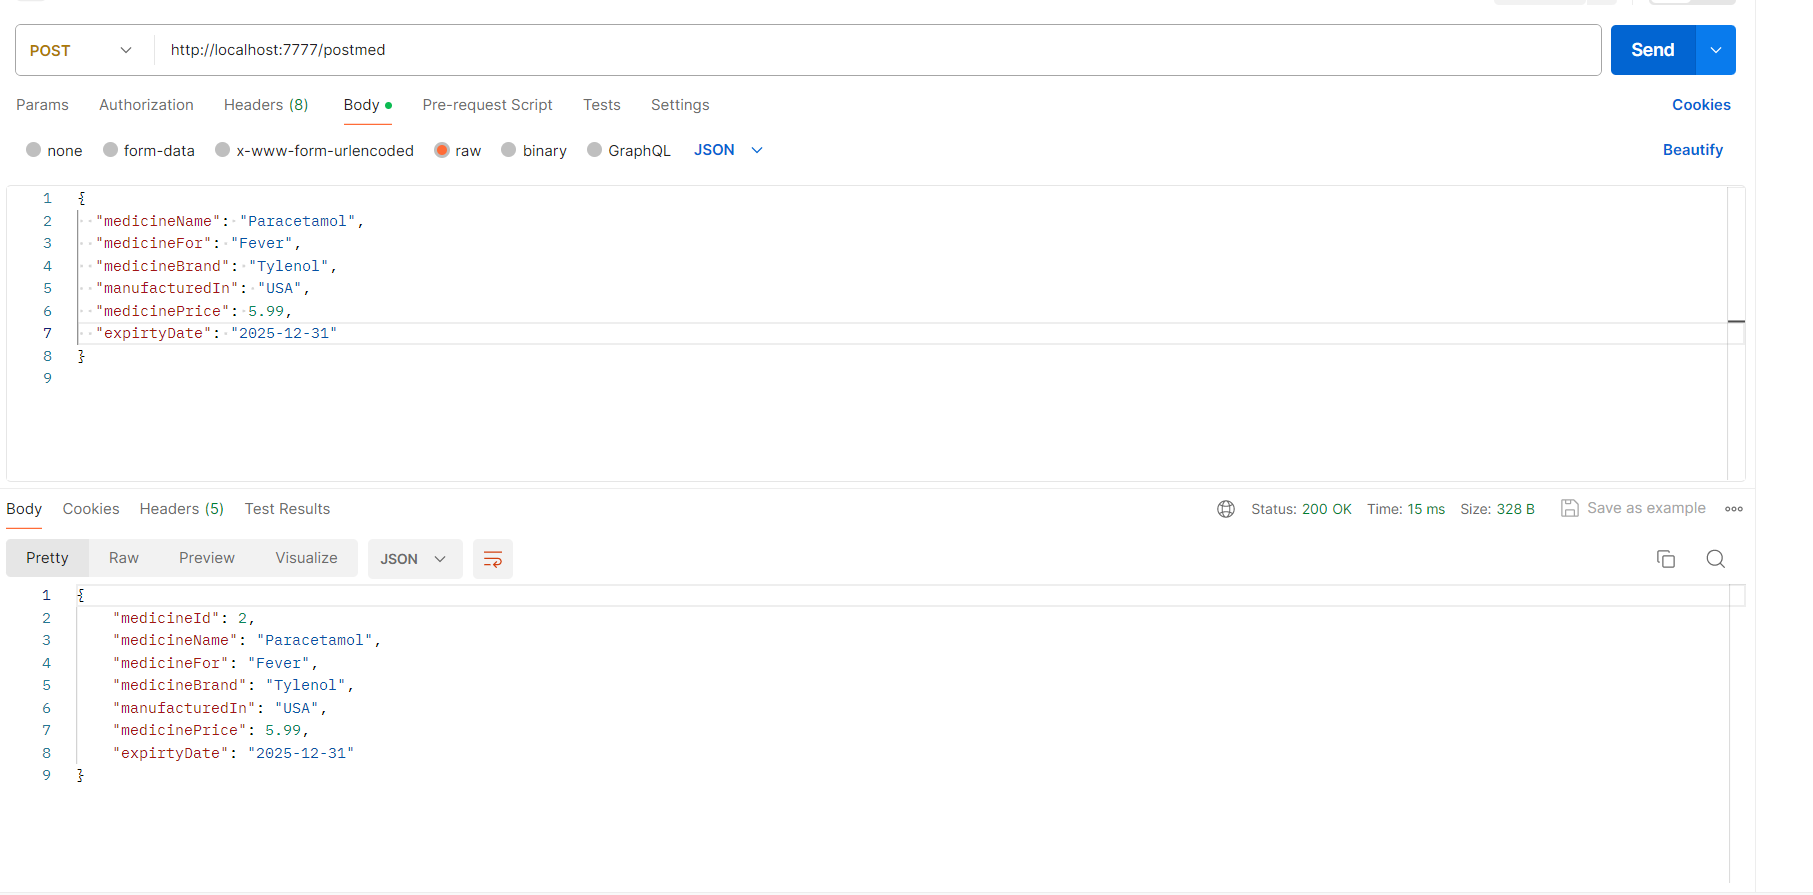 POST http://localhost:7777/postmed Send
Params Authorization Headers (8) Body Pre-request Script Tests Settings Cookies
none form-data x-www-form-urlencoded raw binary GraphQL JSON Beautify
1 {
2 "medicineName": "Paracetamol",
3 "medicineFor": "Fever",
4 "medicineBrand": "Tylenol",
5 "manufacturedIn": "USA",
6 "medicinePrice": 5.99,
7 "expirtyDate": "2025-12-31"
8 }
9
Body Cookies Headers (5) Test Results Status: 200 OK Time: 15 ms Size: 328 B Save as example
Pretty Raw Preview Visualize JSON
1 {
2 "medicineId": 2,
3 "medicineName": "Paracetamol",
4 "medicineFor": "Fever",
5 "medicineBrand": "Tylenol",
6 "manufacturedIn": "USA",
7 "medicinePrice": 5.99,
8 "expirtyDate": "2025-12-31"
9 }